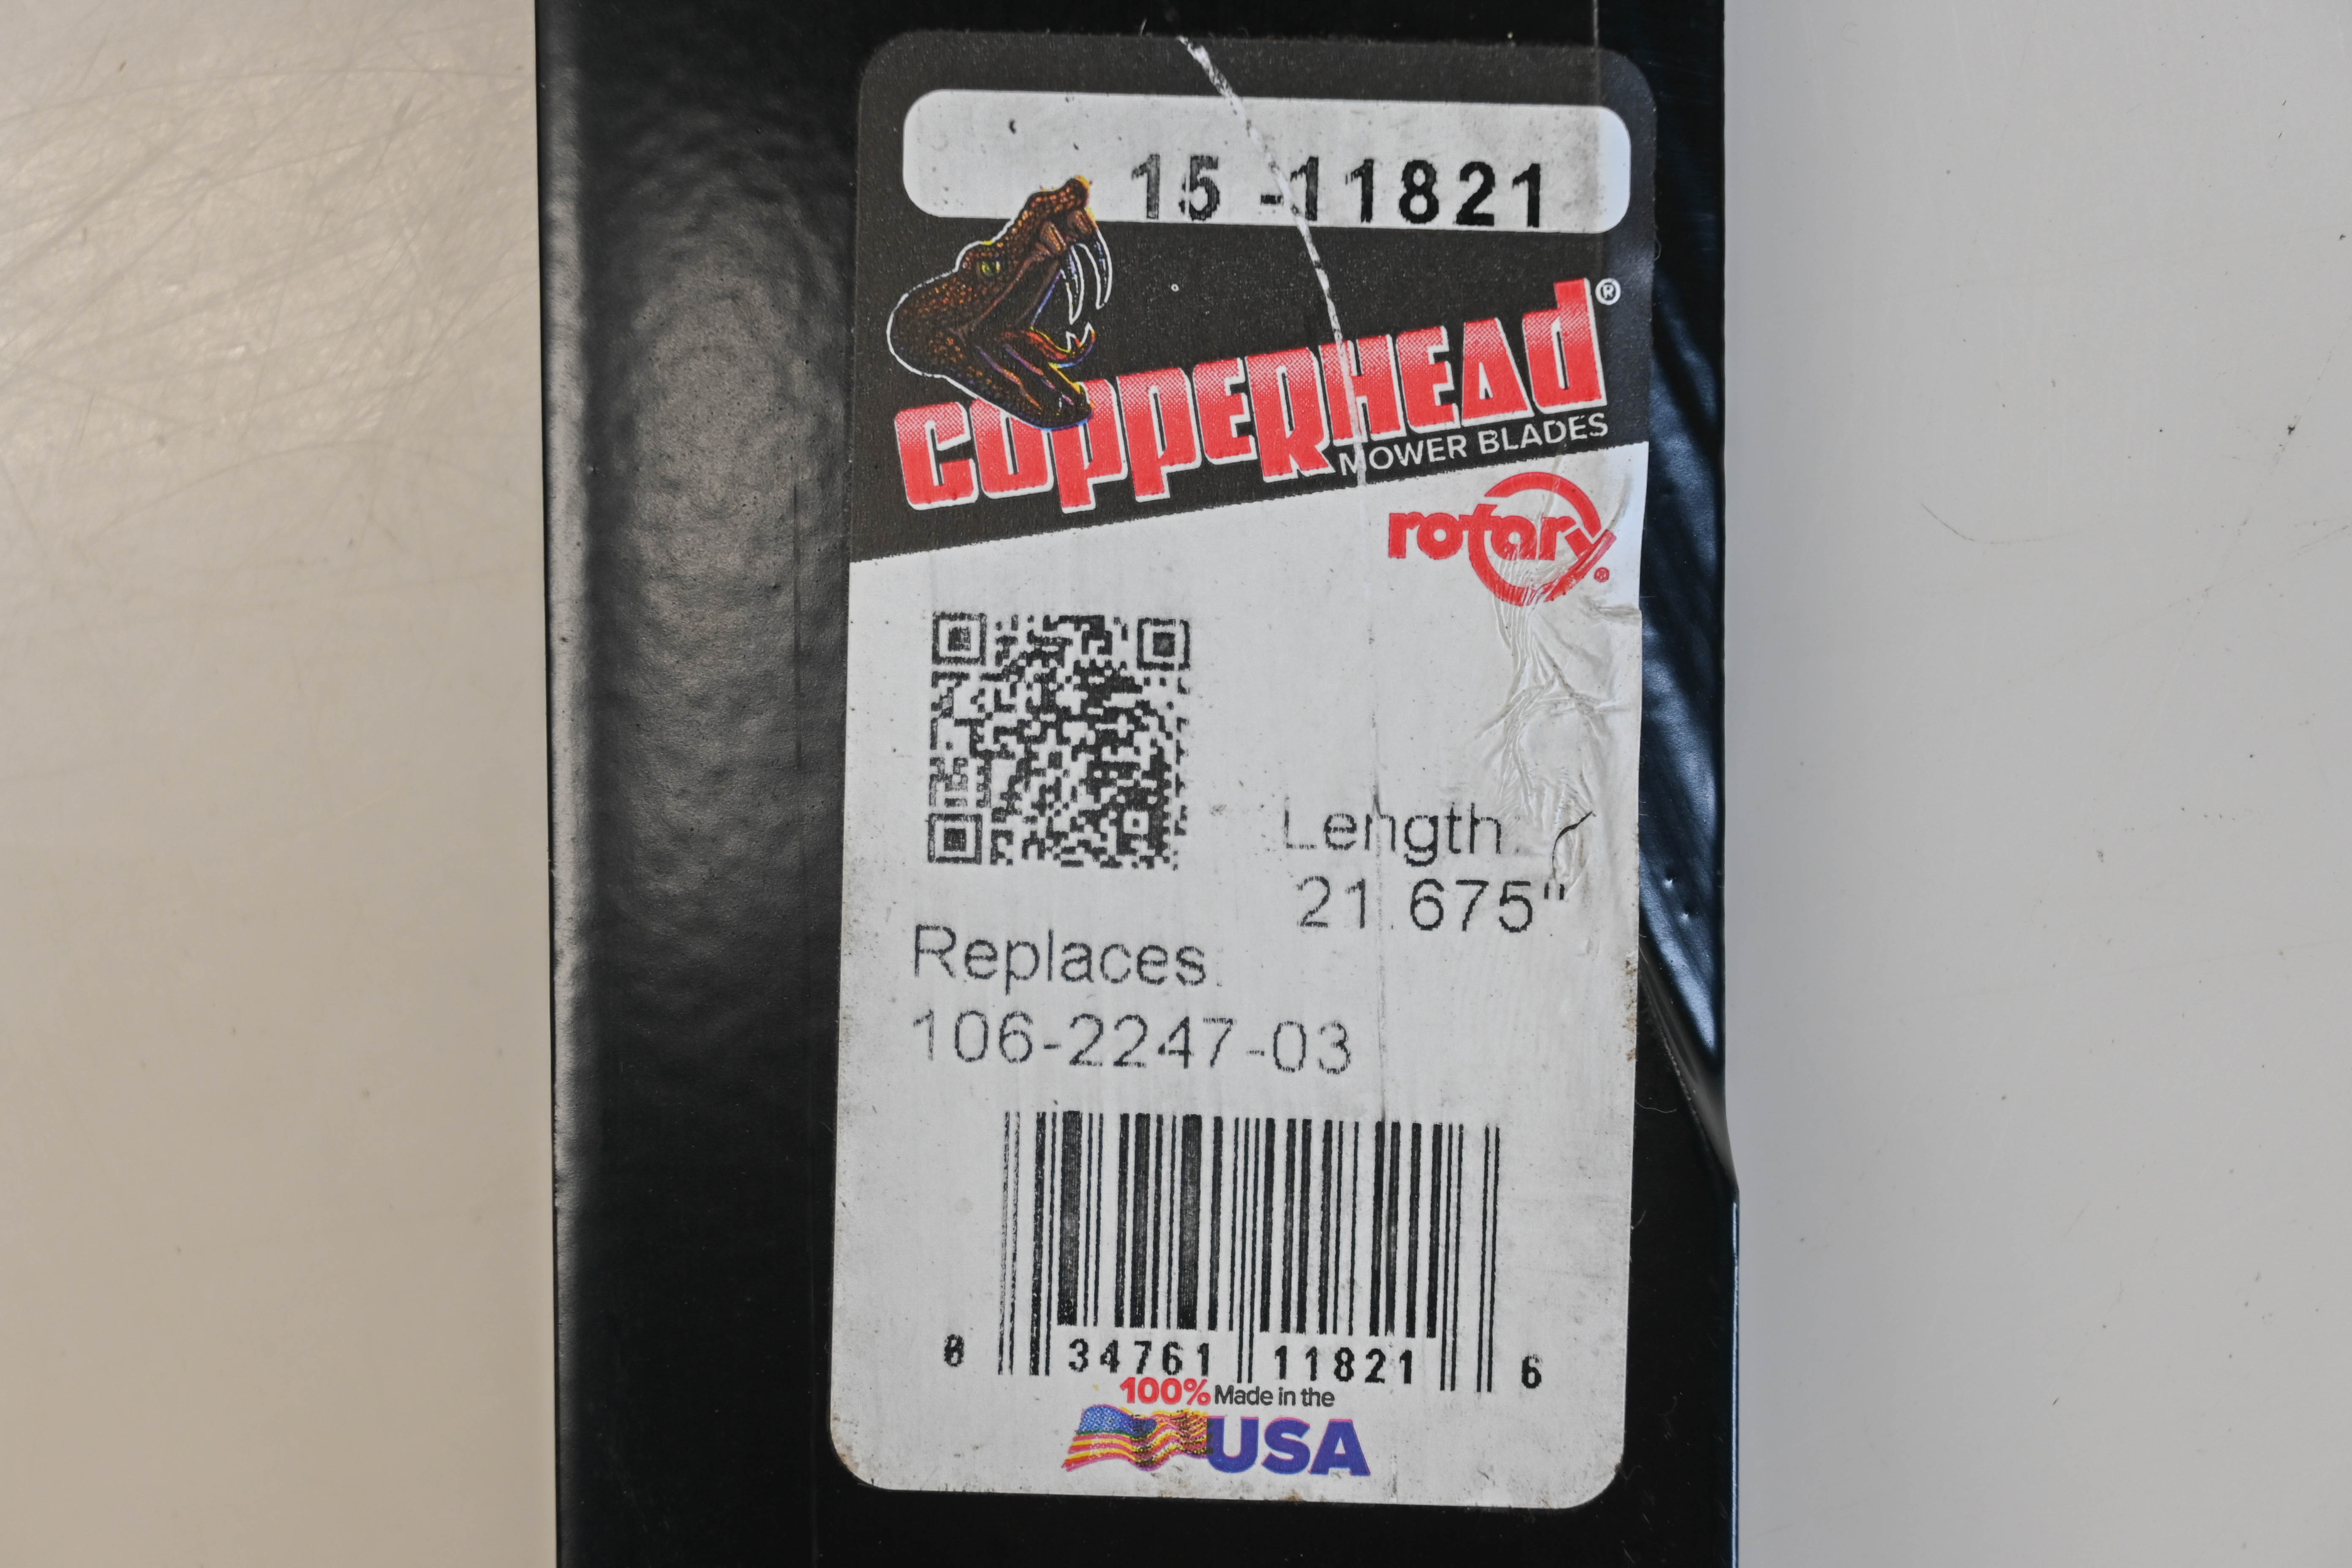 15-11821
COPPERHEAD®
MOWER BLADES
rotary®
Length
21.675"
Replaces
106-2247-03
0 34761 11821 6
100% Made in the
USA